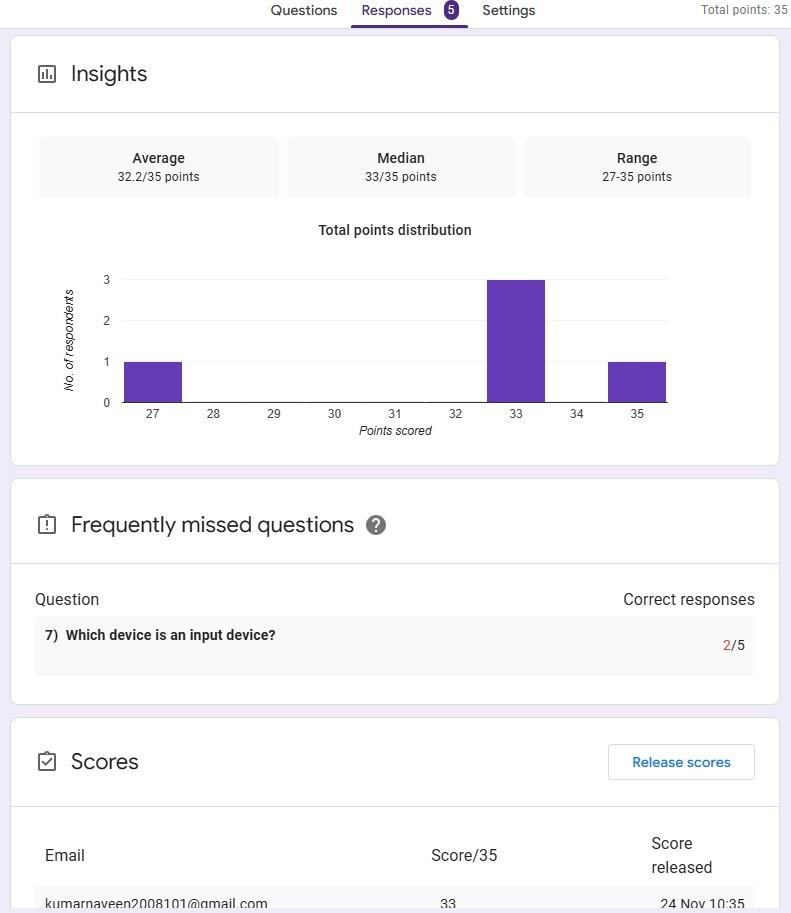 Questions Responses 5 Settings Total points: 35
Insights
Average Median Range
32.2/35 points 33/35 points 27-35 points
Total points distribution
No. of respondents
3
2
1
0
27 28 29 30 31 32 33 34 35
Points scored
Frequently missed questions ?
Question Correct responses
7) Which device is an input device?
2/5
Scores Release scores
Email Score/35 Score released
kumarnaveen2008101@gmail.com 33 24 Nov 10:35